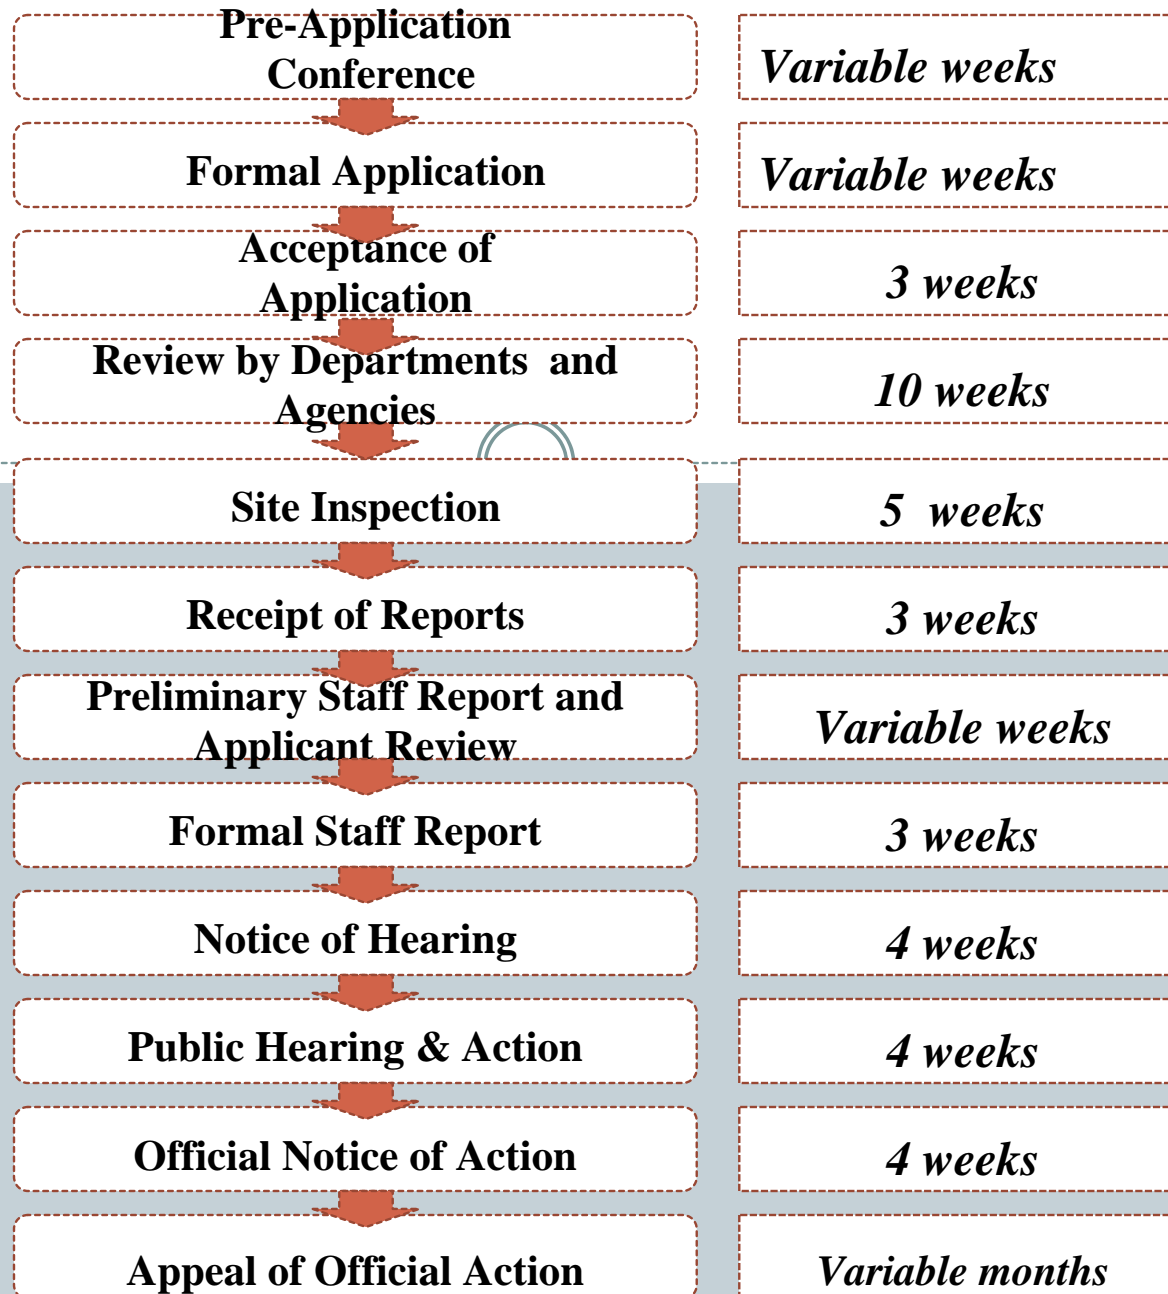 Pre-Application
Conference
Variable weeks
Formal Application
Variable weeks
Acceptance of
Application
3 weeks
Review by Departments  and
Agencies
10 weeks
Site Inspection
5  weeks
Receipt of Reports
3 weeks
Preliminary Staff Report and
Applicant Review
Variable weeks
Formal Staff Report
3 weeks
Notice of Hearing
4 weeks
Public Hearing & Action
4 weeks
Official Notice of Action
4 weeks
Appeal of Official Action
Variable months